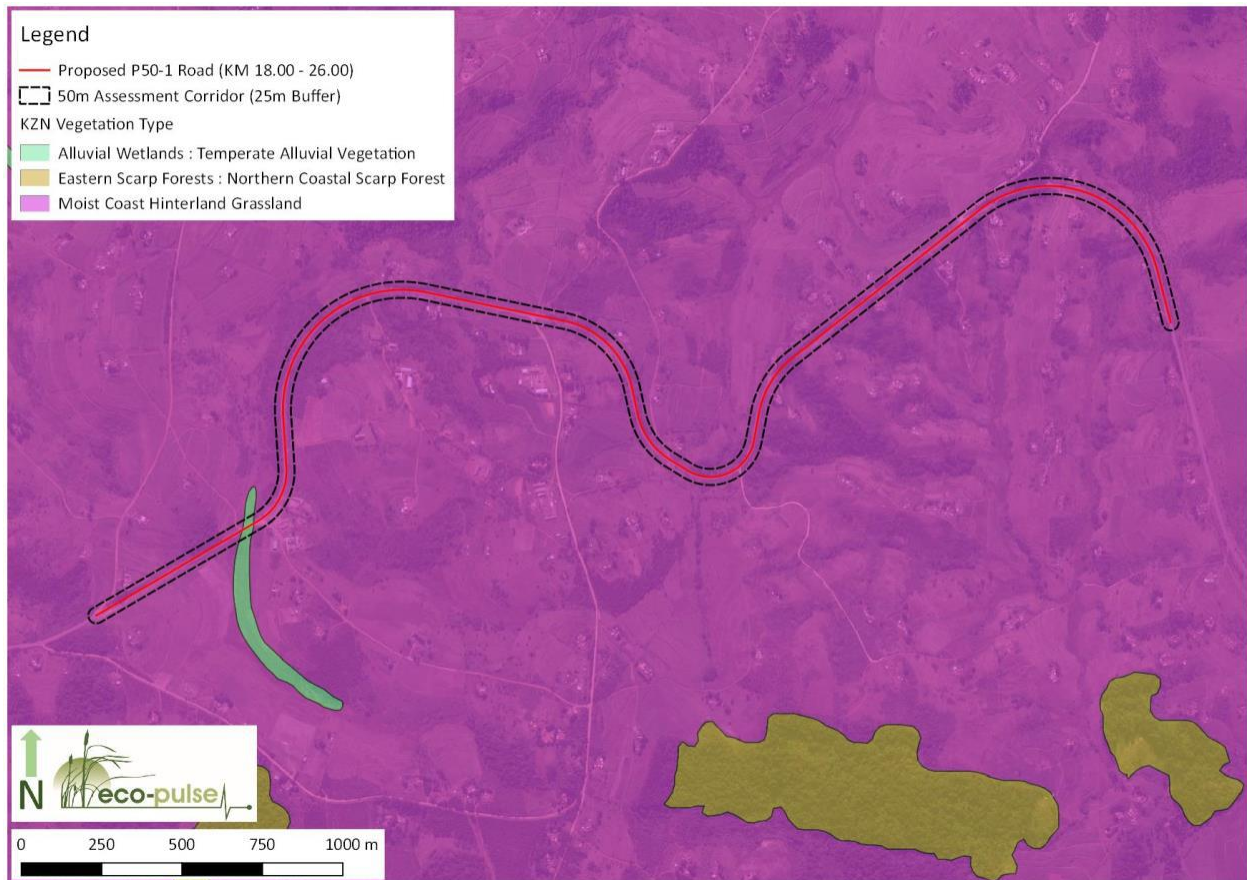 Legend
Proposed P50-1 Road (KM 18.00 - 26.00)
50m Assessment Corridor (25m Buffer)
KZN Vegetation Type
Alluvial Wetlands : Temperate Alluvial Vegetation
Eastern Scarp Forests : Northern Coastal Scarp Forest
Moist Coast Hinterland Grassland
N
eco-pulse
0 250 500 750 1000 m